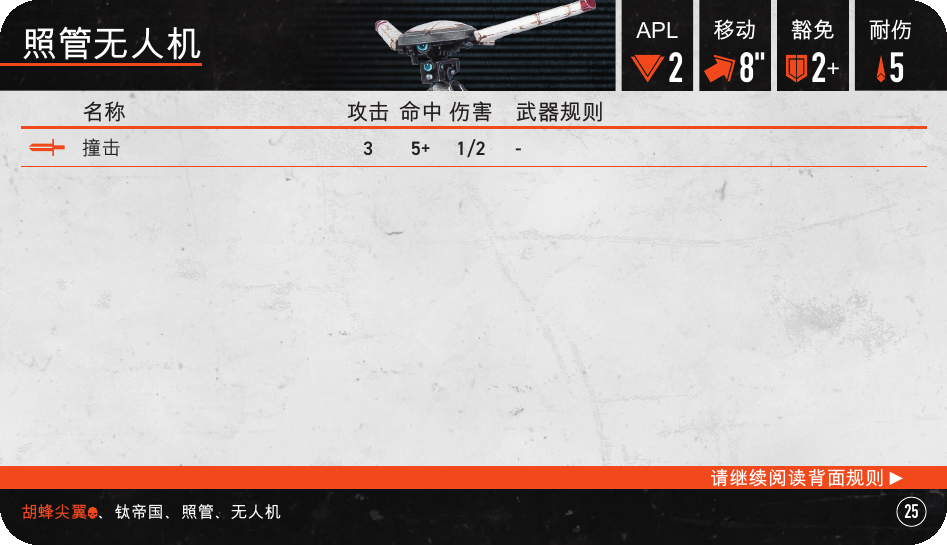 照管无人机
APL 移动 豁免 耐伤
2 8" 2+ 5
名称 攻击 命中 伤害 武器规则
撞击 3 5+ 1/2 -
请继续阅读背面规则 ▶
胡蜂尖翼、钛帝国、照管、无人机
25